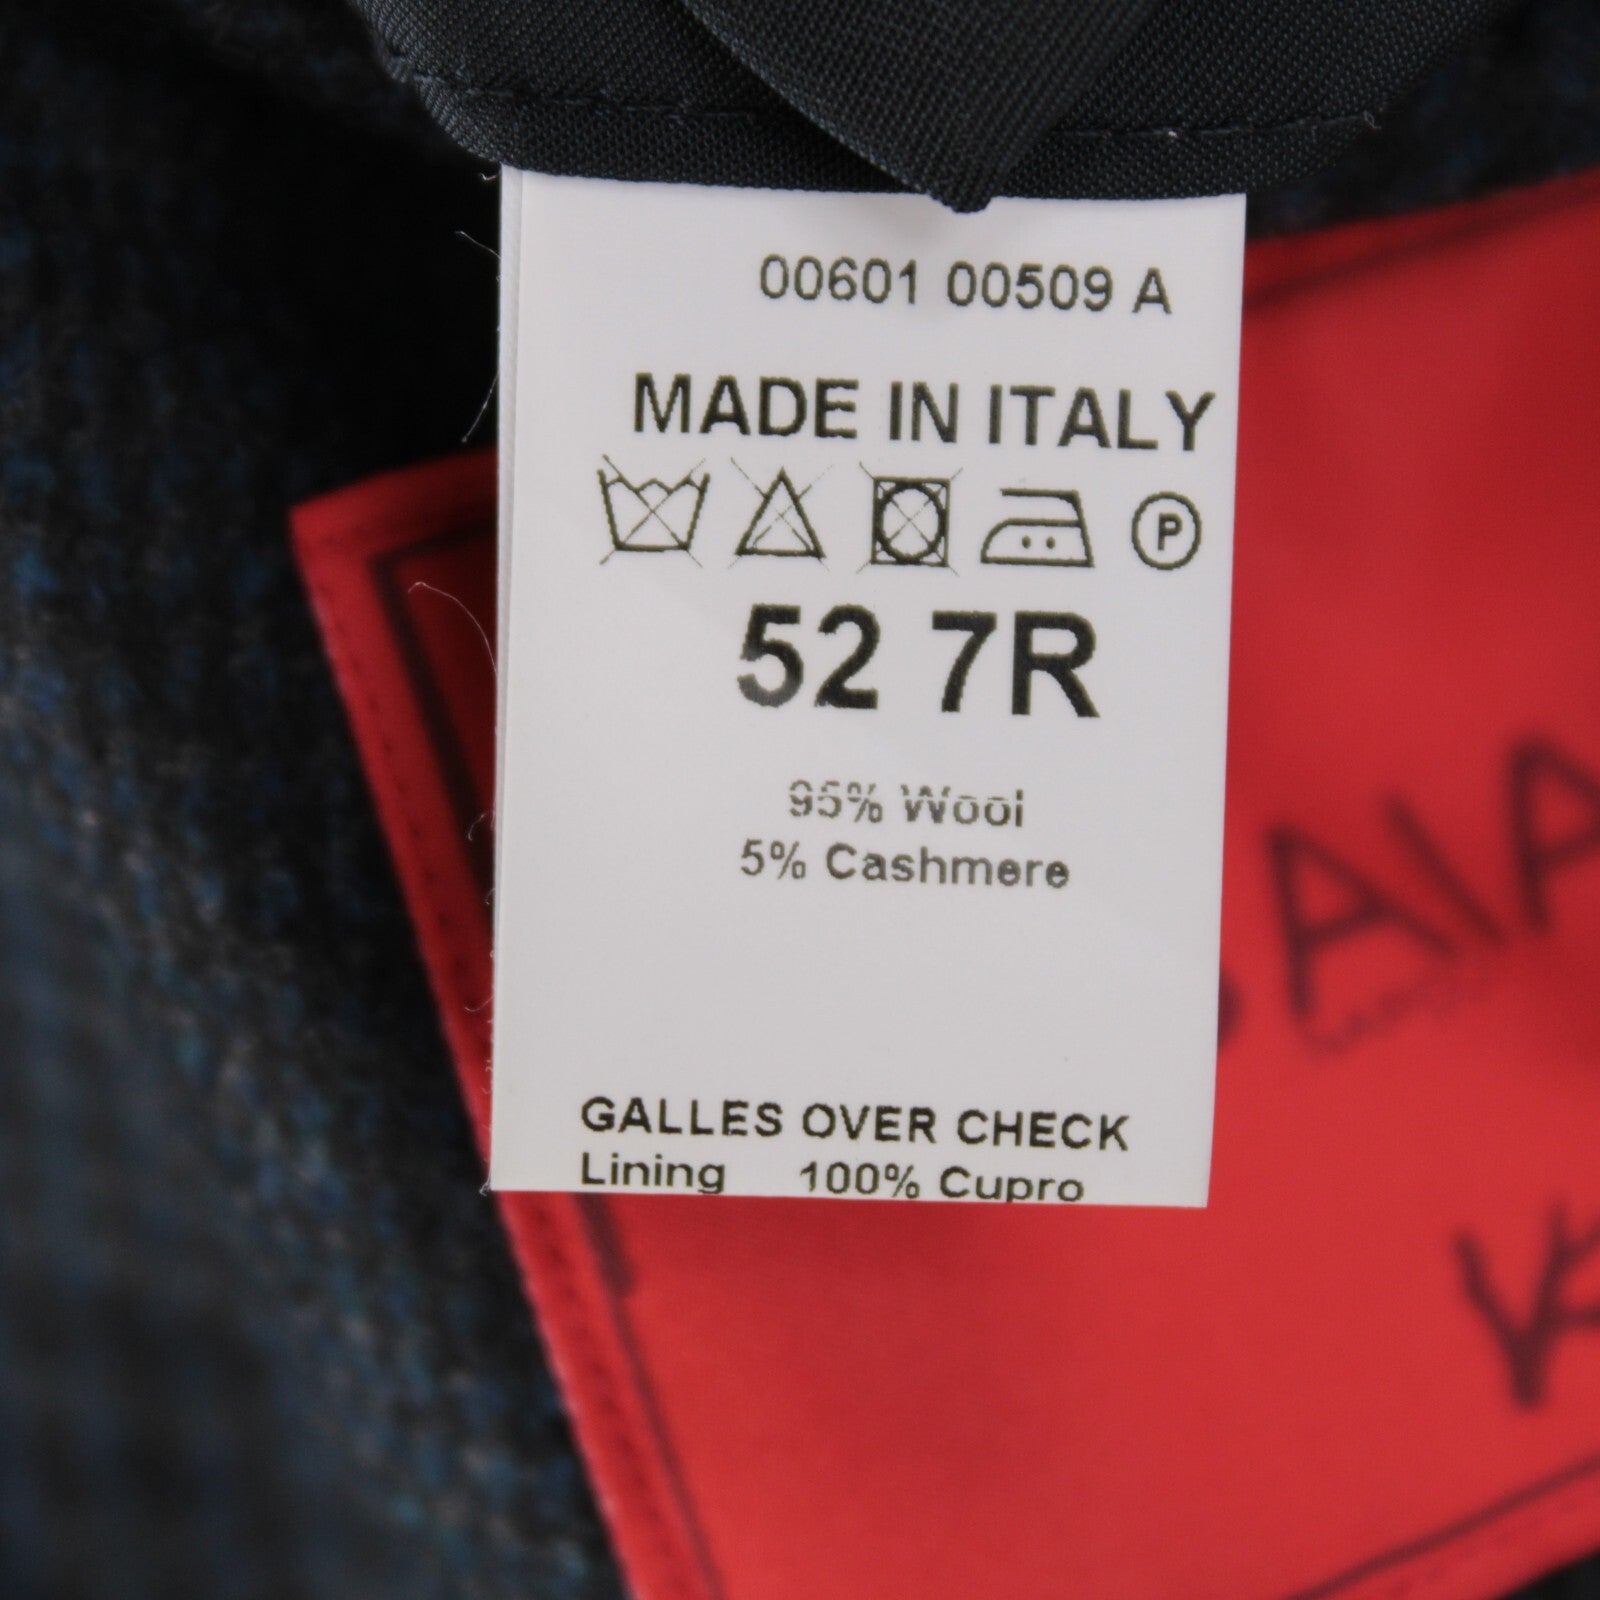 00601 00509 A
MADE IN ITALY
P
52 7R
95% Wool
5% Cashmere
GALLES OVER CHECK
Lining 100% Cupro